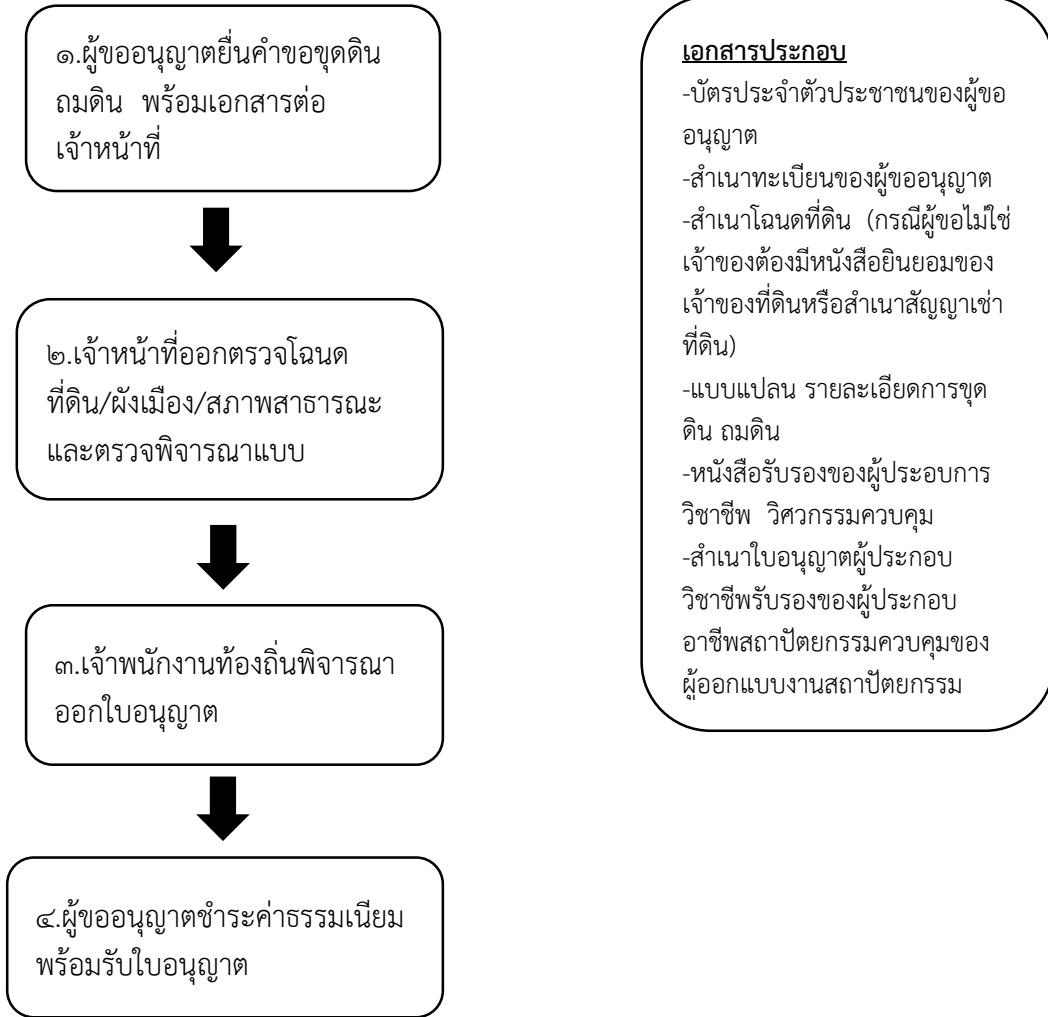 ๑.ผู้ขออนุญาตยื่นคำขอขุดดิน
ถมดิน พร้อมเอกสารต่อ
เจ้าหน้าที่
๒.เจ้าหน้าที่ออกตรวจโฉนด
ที่ดิน/ผังเมือง/สภาพสาธารณะ
และตรวจพิจารณาแบบ
๓.เจ้าพนักงานท้องถิ่นพิจารณา
ออกใบอนุญาต
๔.ผู้ขออนุญาตชำระค่าธรรมเนียม
พร้อมรับใบอนุญาต
เอกสารประกอบ
-บัตรประจำตัวประชาชนของผู้ขอ
อนุญาต
-สำเนาทะเบียนของผู้ขออนุญาต
-สำเนาโฉนดที่ดิน (กรณีผู้ขอไม่ใช่
เจ้าของต้องมีหนังสือยินยอมของ
เจ้าของที่ดินหรือสำเนาสัญญาเช่า
ที่ดิน)
-แบบแปลน รายละเอียดการขุด
ดิน ถมดิน
-หนังสือรับรองของผู้ประอบการ
วิชาชีพ วิศวกรรมควบคุม
-สำเนาใบอนุญาตผู้ประกอบ
วิชาชีพรับรองของผู้ประกอบ
อาชีพสถาปัตยกรรมควบคุมของ
ผู้ออกแบบงานสถาปัตยกรรม